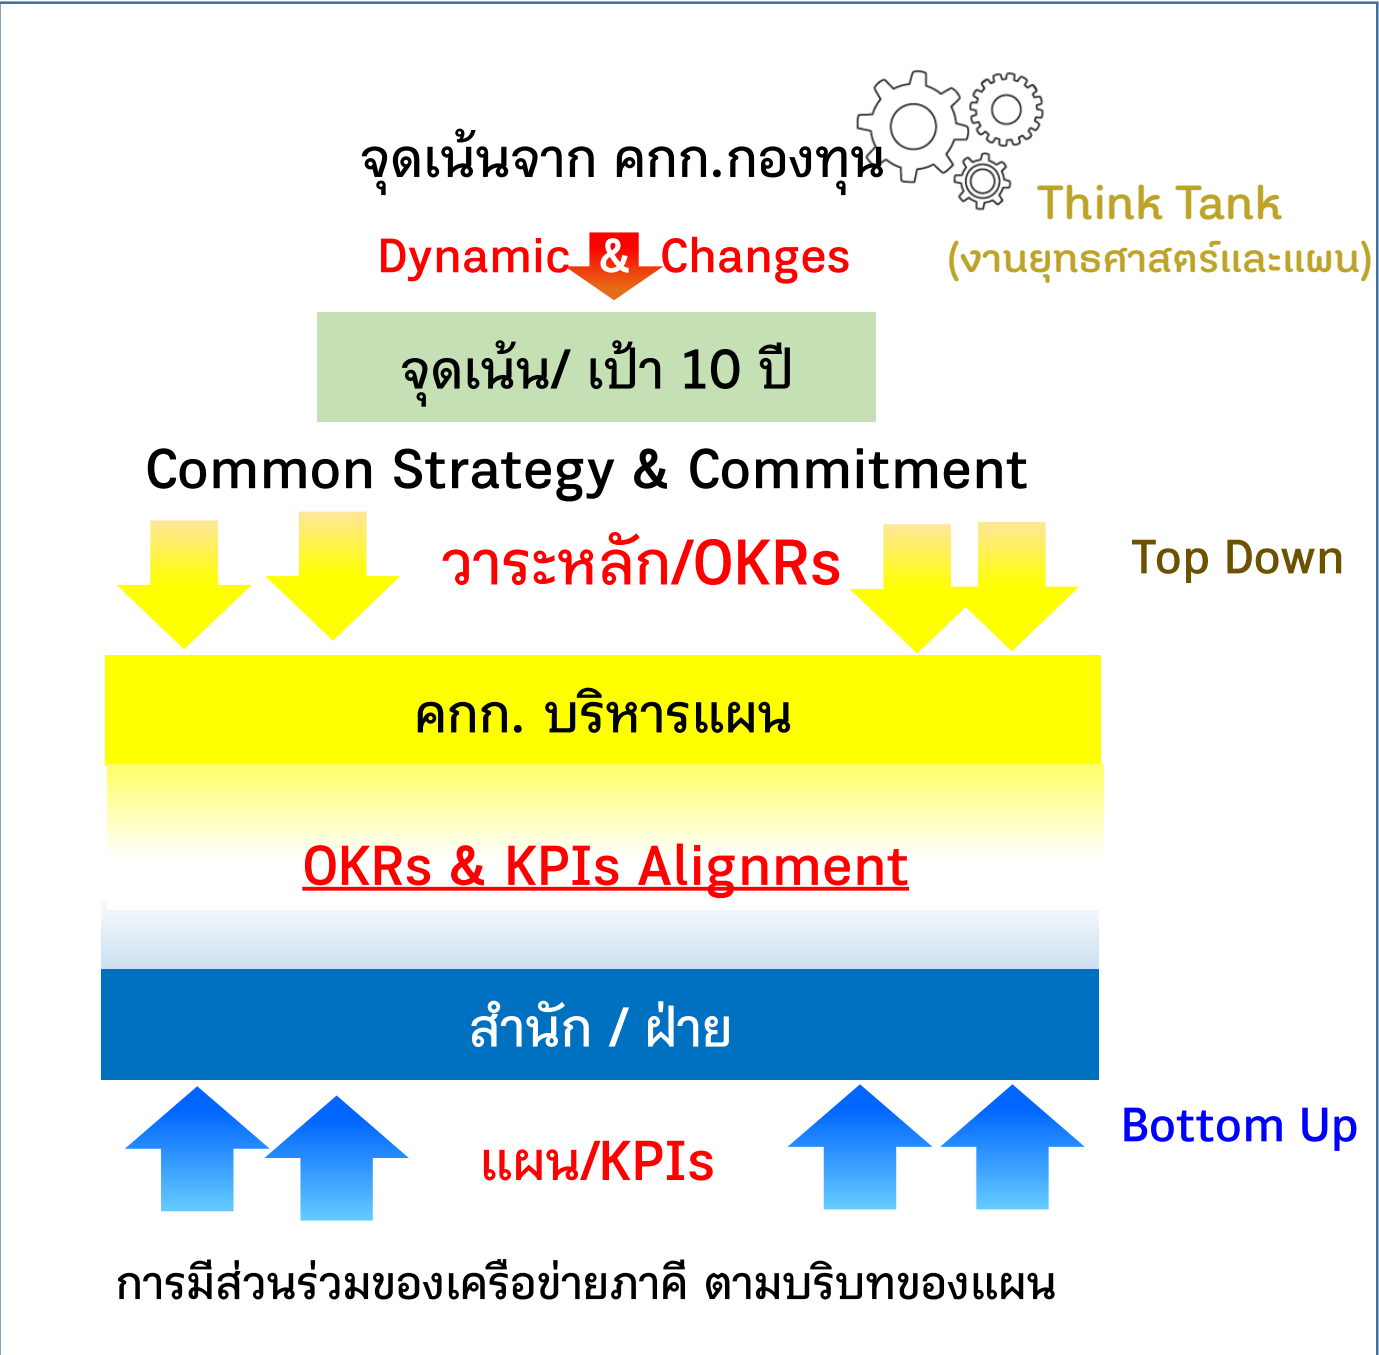 จุดเน้นจาก คกก.กองทุน
Think Tank
(งานยุทธศาสตร์และแผน)
Dynamic & Changes
จุดเน้น/ เป้า 10 ปี
Common Strategy & Commitment
วาระหลัก/OKRs
Top Down
คกก. บริหารแผน
OKRs & KPIs Alignment
สำนัก / ฝ่าย
Bottom Up
แผน/KPIs
การมีส่วนร่วมของเครือข่ายภาคี ตามบริบทของแผน